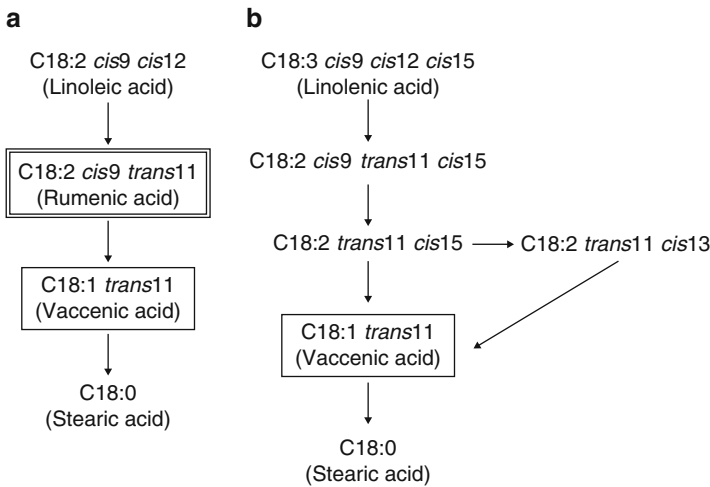 a
C18:2 cis9 cis12
(Linoleic acid)
C18:2 cis9 trans11
(Rumenic acid)
C18:1 trans11
(Vaccenic acid)
C18:0
(Stearic acid)
b
C18:3 cis9 cis12 cis15
(Linolenic acid)
C18:2 cis9 trans11 cis15
C18:2 trans11 cis15
C18:2 trans11 cis13
C18:1 trans11
(Vaccenic acid)
C18:0
(Stearic acid)